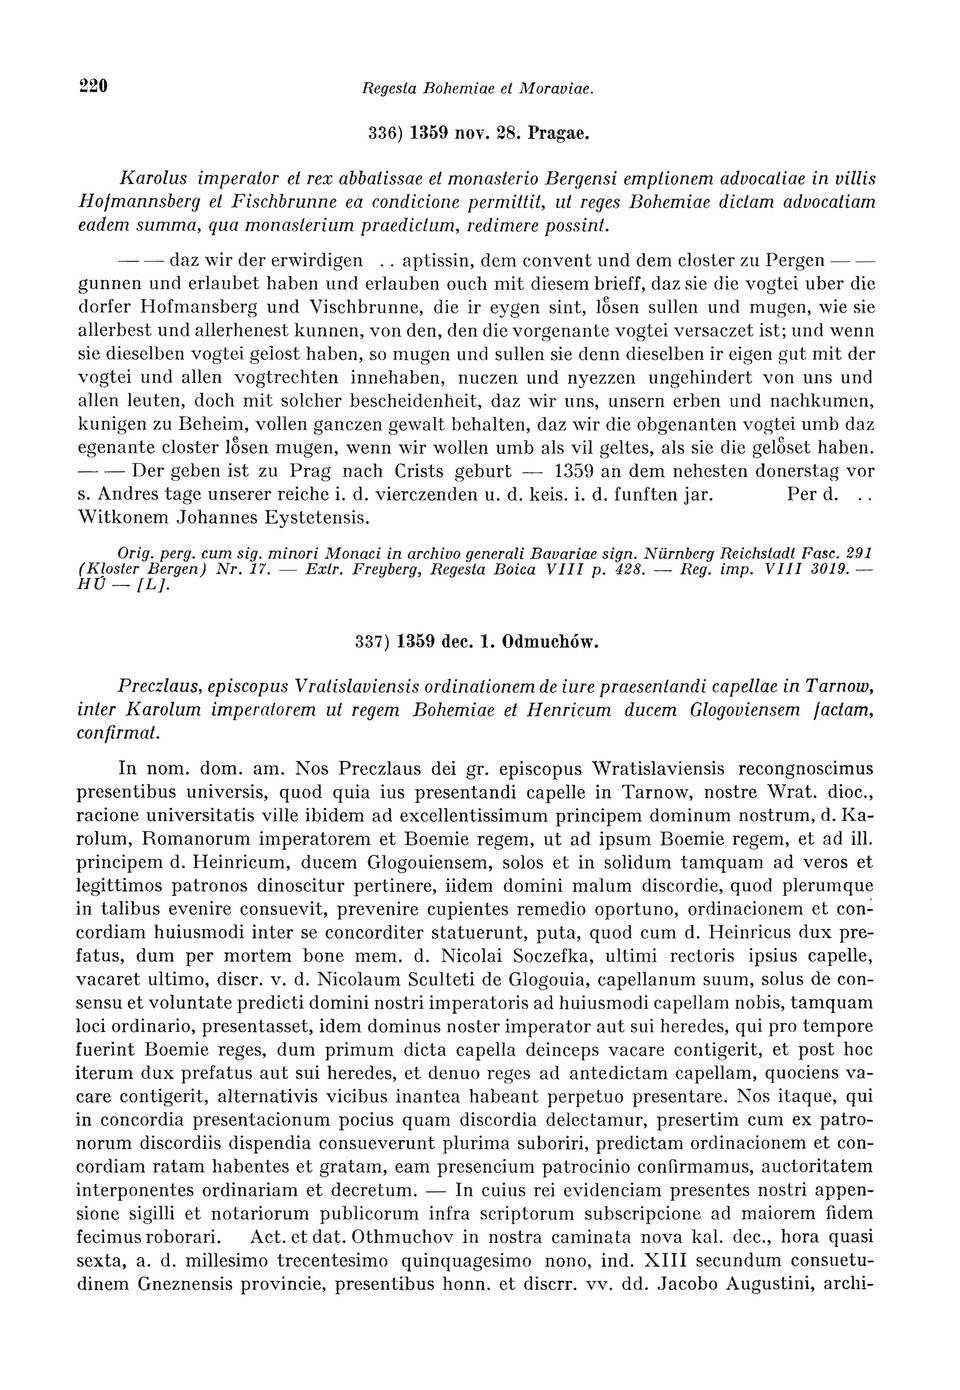 220 Regesta Bohemiae et Moraviae.
336) 1359 nov. 28. Pragae.
Karolus imperator et rex abbatissae et monasterio Bergensi emptionem advocatiae in villis
Hofmannsberg et Fischbrunne ea condicione permittit, ut reges Bohemiae dictam advocatiam
eadem summa, qua monasterium praedictum, redimere possint.
— — daz wir der erwirdigen . . aptissin, dem convent und dem closter zu Pergen — —
gunnen und erlaubet haben und erlauben ouch mit diesem brieff, daz sie die vogtei uber die
dorfer Hofmansberg und Vischbrunne, die ir eygen sint, loͤsen sullen und mugen, wie sie
allerbest und allerhenest kunnen, von den, den die vorgenante vogtei versaczet ist; und wenn
sie dieselben vogtei gelost haben, so mugen und sullen sie denn dieselben ir eigen gut mit der
vogtei und allen vogtrechten innehaben, nuczen und nyezzen ungehindert von uns und
allen leuten, doch mit solcher bescheidenheit, daz wir uns, unsern erben und nachkumen,
kunigen zu Beheim, vollen ganczen gewalt behalten, daz wir die obgenanten vogtei umb daz
egenante closter loͤsen mugen, wenn wir wollen umb als vil geltes, als sie die geloͤset haben.
— — Der geben ist zu Prag nach Crists geburt — 1359 an dem nehesten donerstag vor
s. Andres tage unserer reiche i. d. vierczenden u. d. keis. i. d. funften jar. Per d. . .
Witkonem Johannes Eystetensis.
Orig. perg. cum sig. minori Monaci in archivo generali Bavariae sign. Nürnberg Reichstadt Fasc. 291
(Kloster Bergen) Nr. 17. — Extr. Freyberg, Regesta Boica VIII p. 428. — Reg. imp. VIII 3019. —
HÚ — [L].
337) 1359 dec. 1. Odmuchów.
Preczlaus, episcopus Vratislaviensis ordinationem de iure praesentandi capellae in Tarnow,
inter Karolum imperatorem ut regem Bohemiae et Henricum ducem Glogoviensem factam,
confirmat.
In nom. dom. am. Nos Preczlaus dei gr. episcopus Wratislaviensis recongnoscimus
presentibus universis, quod quia ius presentandi capelle in Tarnow, nostre Wrat. dioc.,
racione universitatis ville ibidem ad excellentissimum principem dominum nostrum, d. Ka-
rolum, Romanorum imperatorem et Boemie regem, ut ad ipsum Boemie regem, et ad ill.
principem d. Heinricum, ducem Glogouiensem, solos et in solidum tamquam ad veros et
legittimos patronos dinoscitur pertinere, iidem domini malum discordie, quod plerumque
in talibus evenire consuevit, prevenire cupientes remedio oportuno, ordinacionem et con-
cordiam huiusmodi inter se concorditer statuerunt, puta, quod cum d. Heinricus dux pre-
fatus, dum per mortem bone mem. d. Nicolai Soczefka, ultimi rectoris ipsius capelle,
vacaret ultimo, discr. v. d. Nicolaum Sculteti de Glogouia, capellanum suum, solus de con-
sensu et voluntate predicti domini nostri imperatoris ad huiusmodi capellam nobis, tamquam
loci ordinario, presentasset, idem dominus noster imperator aut sui heredes, qui pro tempore
fuerint Boemie reges, dum primum dicta capella deinceps vacare contigerit, et post hoc
iterum dux prefatus aut sui heredes, et denuo reges ad antedictam capellam, quociens va-
care contigerit, alternativis vicibus inantea habeant perpetuo presentare. Nos itaque, qui
in concordia presentacionum pocius quam discordia delectamur, presertim cum ex patro-
norum discordiis dispendia consueverunt plurima suboriri, predictam ordinacionem et con-
cordiam ratam habentes et gratam, eam presencium patrocinio confirmamus, auctoritatem
interponentes ordinariam et decretum. — In cuius rei evidenciam presentes nostri appen-
sione sigilli et notariorum publicorum infra scriptorum subscripcione ad maiorem fidem
fecimus roborari. Act. et dat. Othmuchov in nostra caminata nova kal. dec., hora quasi
sexta, a. d. millesimo trecentesimo quinquagesimo nono, ind. XIII secundum consuetu-
dinem Gneznensis provincie, presentibus honn. et discrr. vv. dd. Jacobo Augustini, archi-